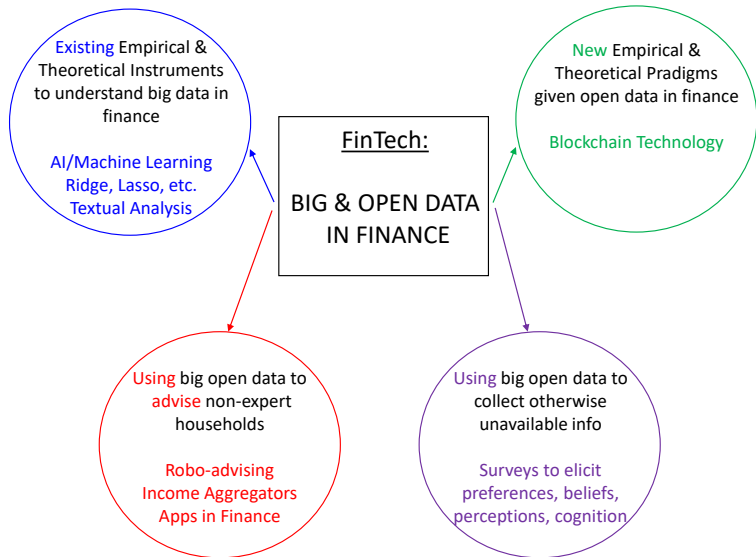 Existing Empirical &
Theoretical Instruments
to understand big data in
finance
AI/Machine Learning
Ridge, Lasso, etc.
Textual Analysis
FinTech:
BIG & OPEN DATA
IN FINANCE
New Empirical &
Theoretical Pradigms
given open data in finance
Blockchain Technology
Using big open data to
advise non-expert
households
Robo-advising
Income Aggregators
Apps in Finance
Using big open data to
collect otherwise
unavailable info
Surveys to elicit
preferences, beliefs,
perceptions, cognition